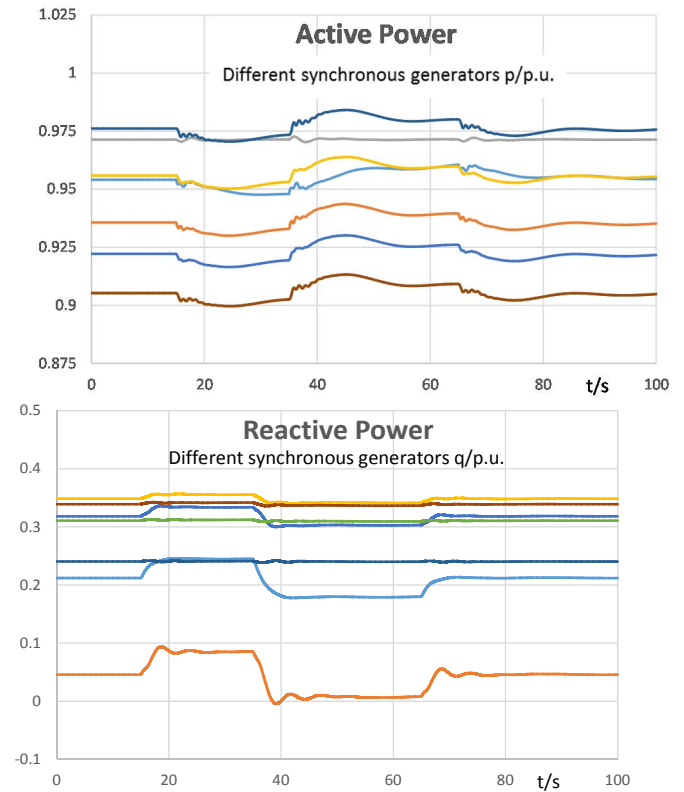 1.025
Active Power
1
Different synchronous generators p/p.u.
0.975
0.95
0.925
0.9
0.875
0 20 40 60 80 t/s 100
0.5
Reactive Power
Different synchronous generators q/p.u.
0.4
0.3
0.2
0.1
0
-0.1
0 20 40 60 80 t/s 100